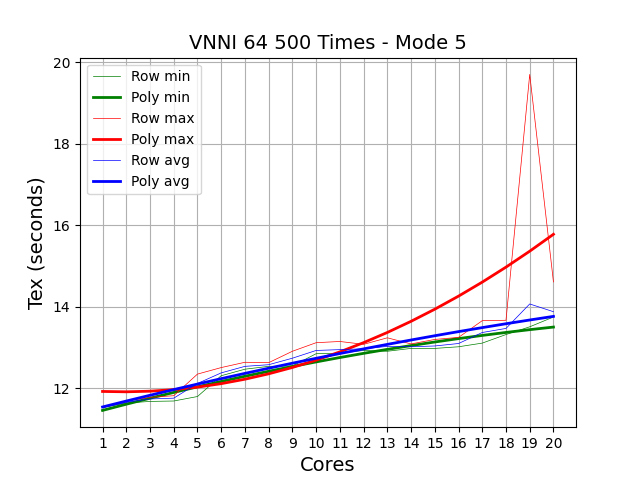 VNNI 64 500 Times - Mode 5
Tex (seconds)
20
18
16
14
12
Row min
Poly min
Row max
Poly max
Row avg
Poly avg
1 2 3 4 5 6 7 8 9 10 11 12 13 14 15 16 17 18 19 20
Cores